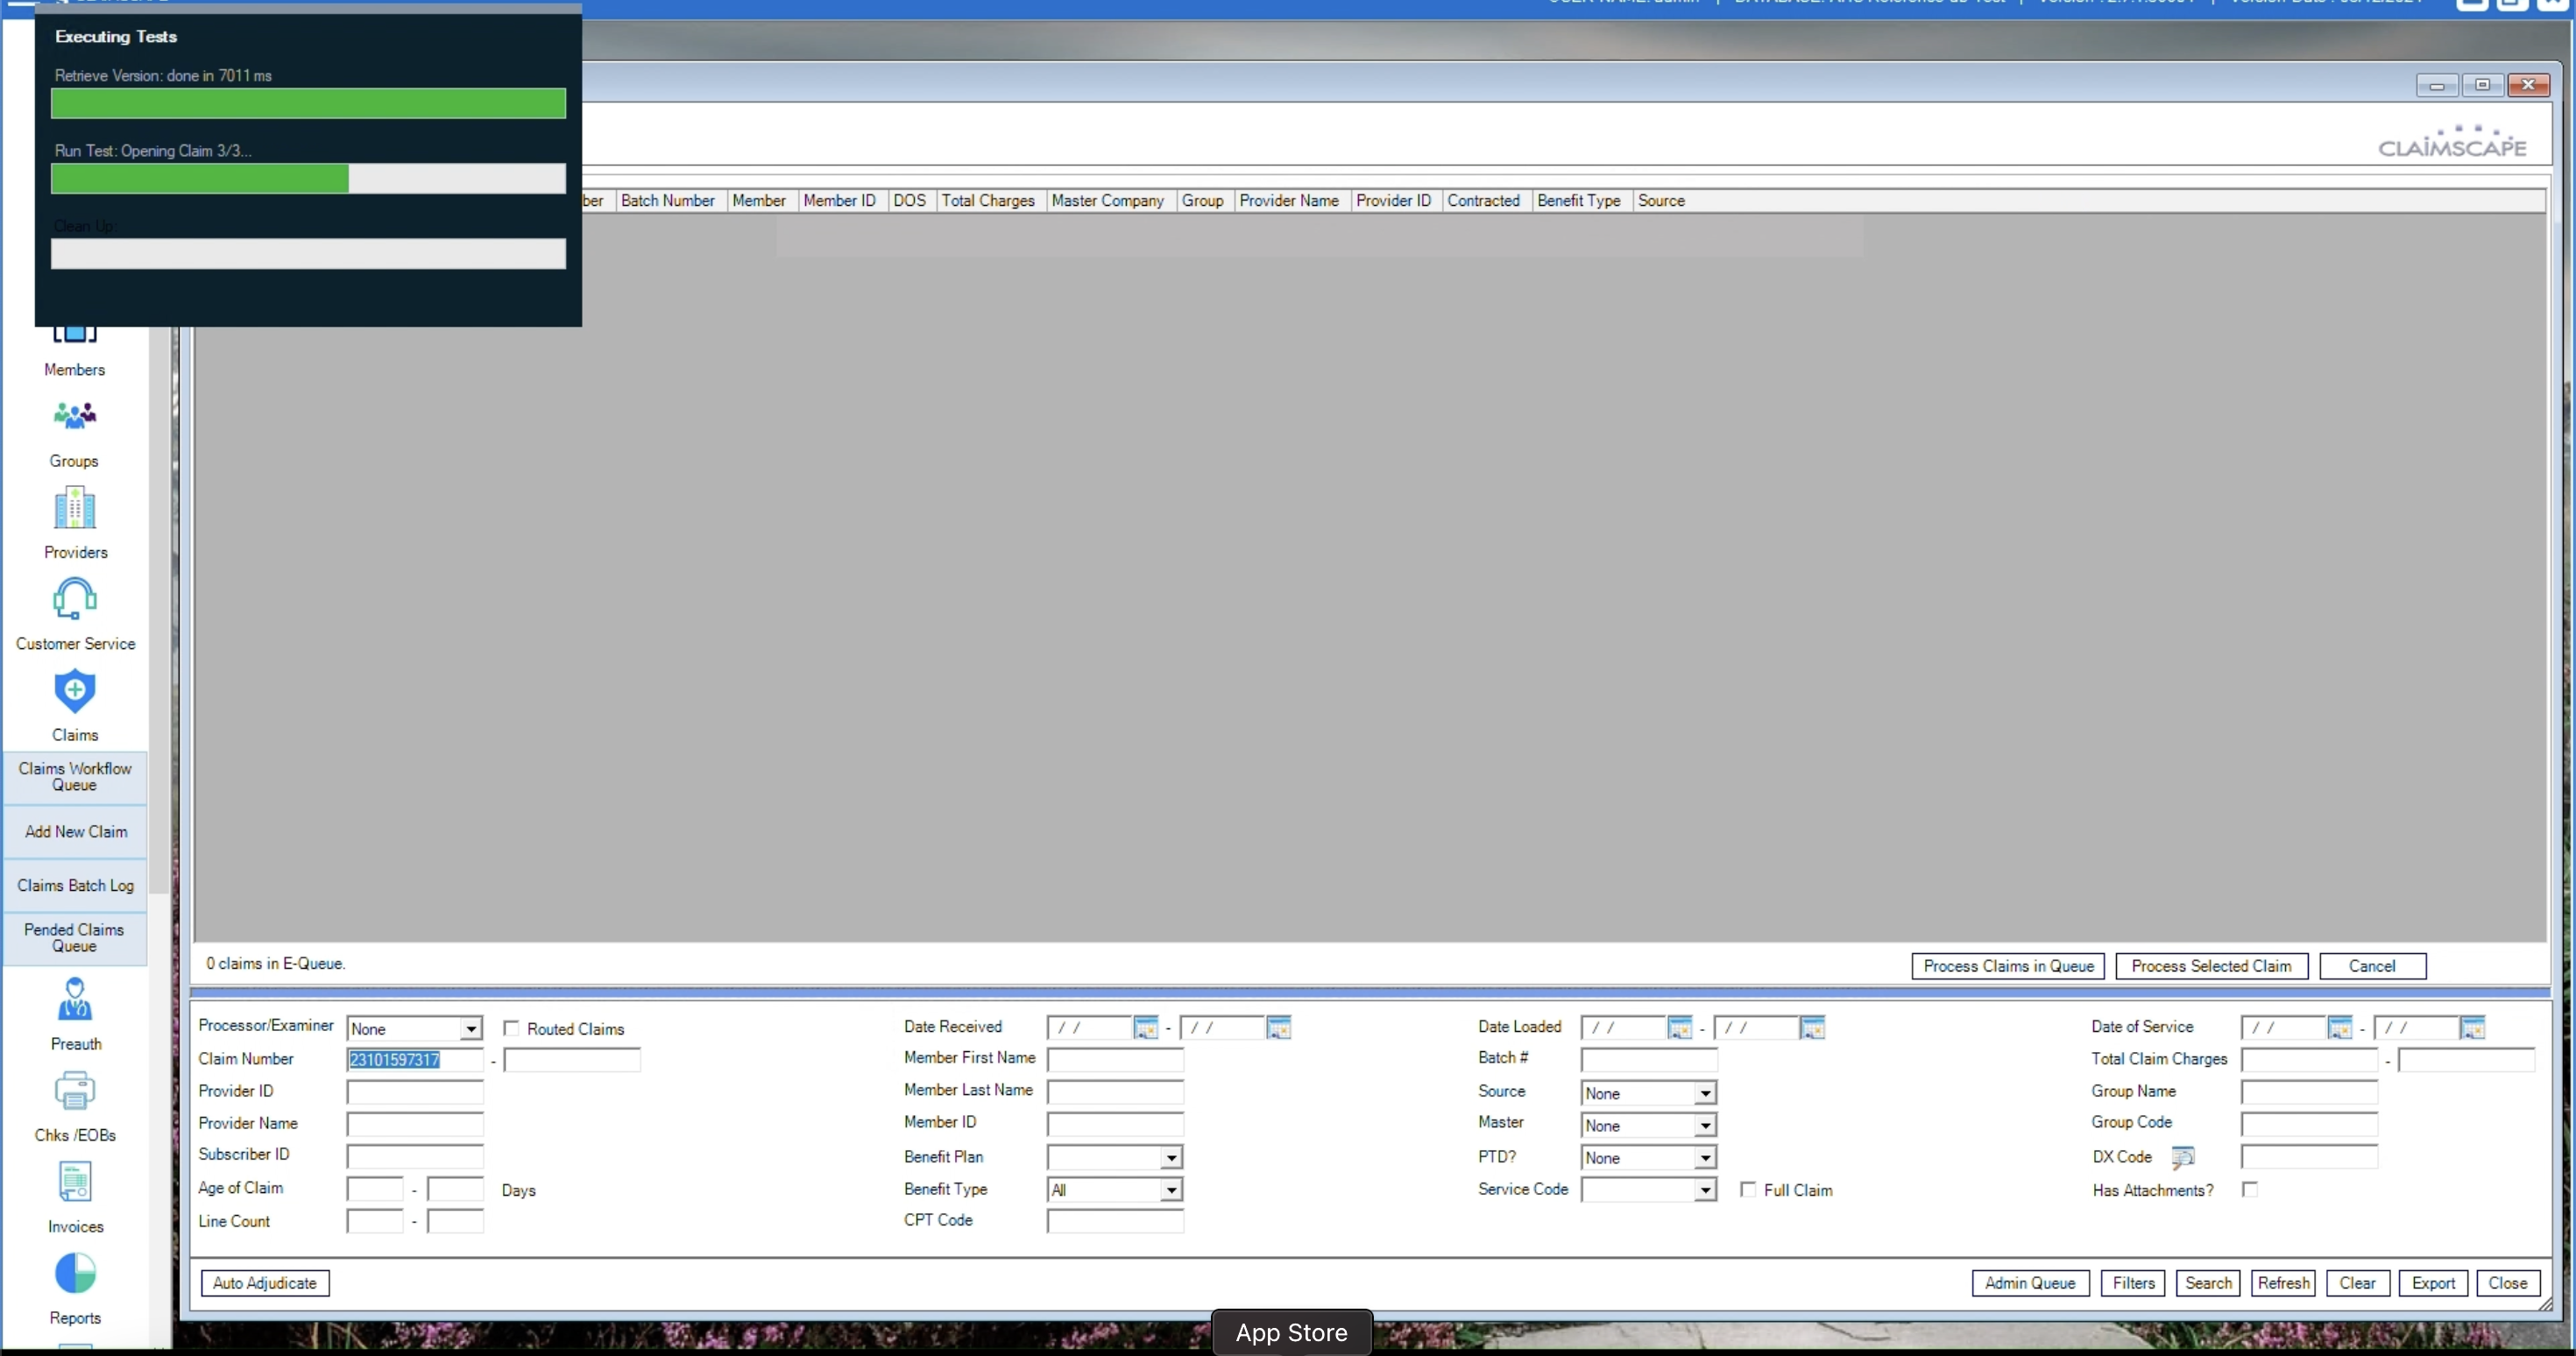 Executing Tests
Retrieve Version: done in 7011 ms
Run Test: Opening Claim 3/3...
Clean Up:
CLAIMSCAPE
ber Batch Number Member Member ID DOS Total Charges Master Company Group Provider Name Provider ID Contracted Benefit Type Source
Members
Groups
Providers
Customer Service
Claims
Claims Workflow
Queue
Add New Claim
Claims Batch Log
Pended Claims
Queue
Preauth
Chks /EOBs
Invoices
Reports
0 claims in E-Queue.
Process Claims in Queue Process Selected Claim Cancel
Processor/Examiner None Routed Claims Date Received / / - / / Date Loaded / / - / / Date of Service / / - / /
Claim Number 23101597317 - Member First Name Batch # Total Claim Charges -
Provider ID Member Last Name Source None Group Name
Provider Name Member ID Master None Group Code
Subscriber ID Benefit Plan PTD? None DX Code
Age of Claim - Days Benefit Type All Service Code Full Claim Has Attachments?
Line Count - CPT Code
Auto Adjudicate Admin Queue Filters Search Refresh Clear Export Close
App Store